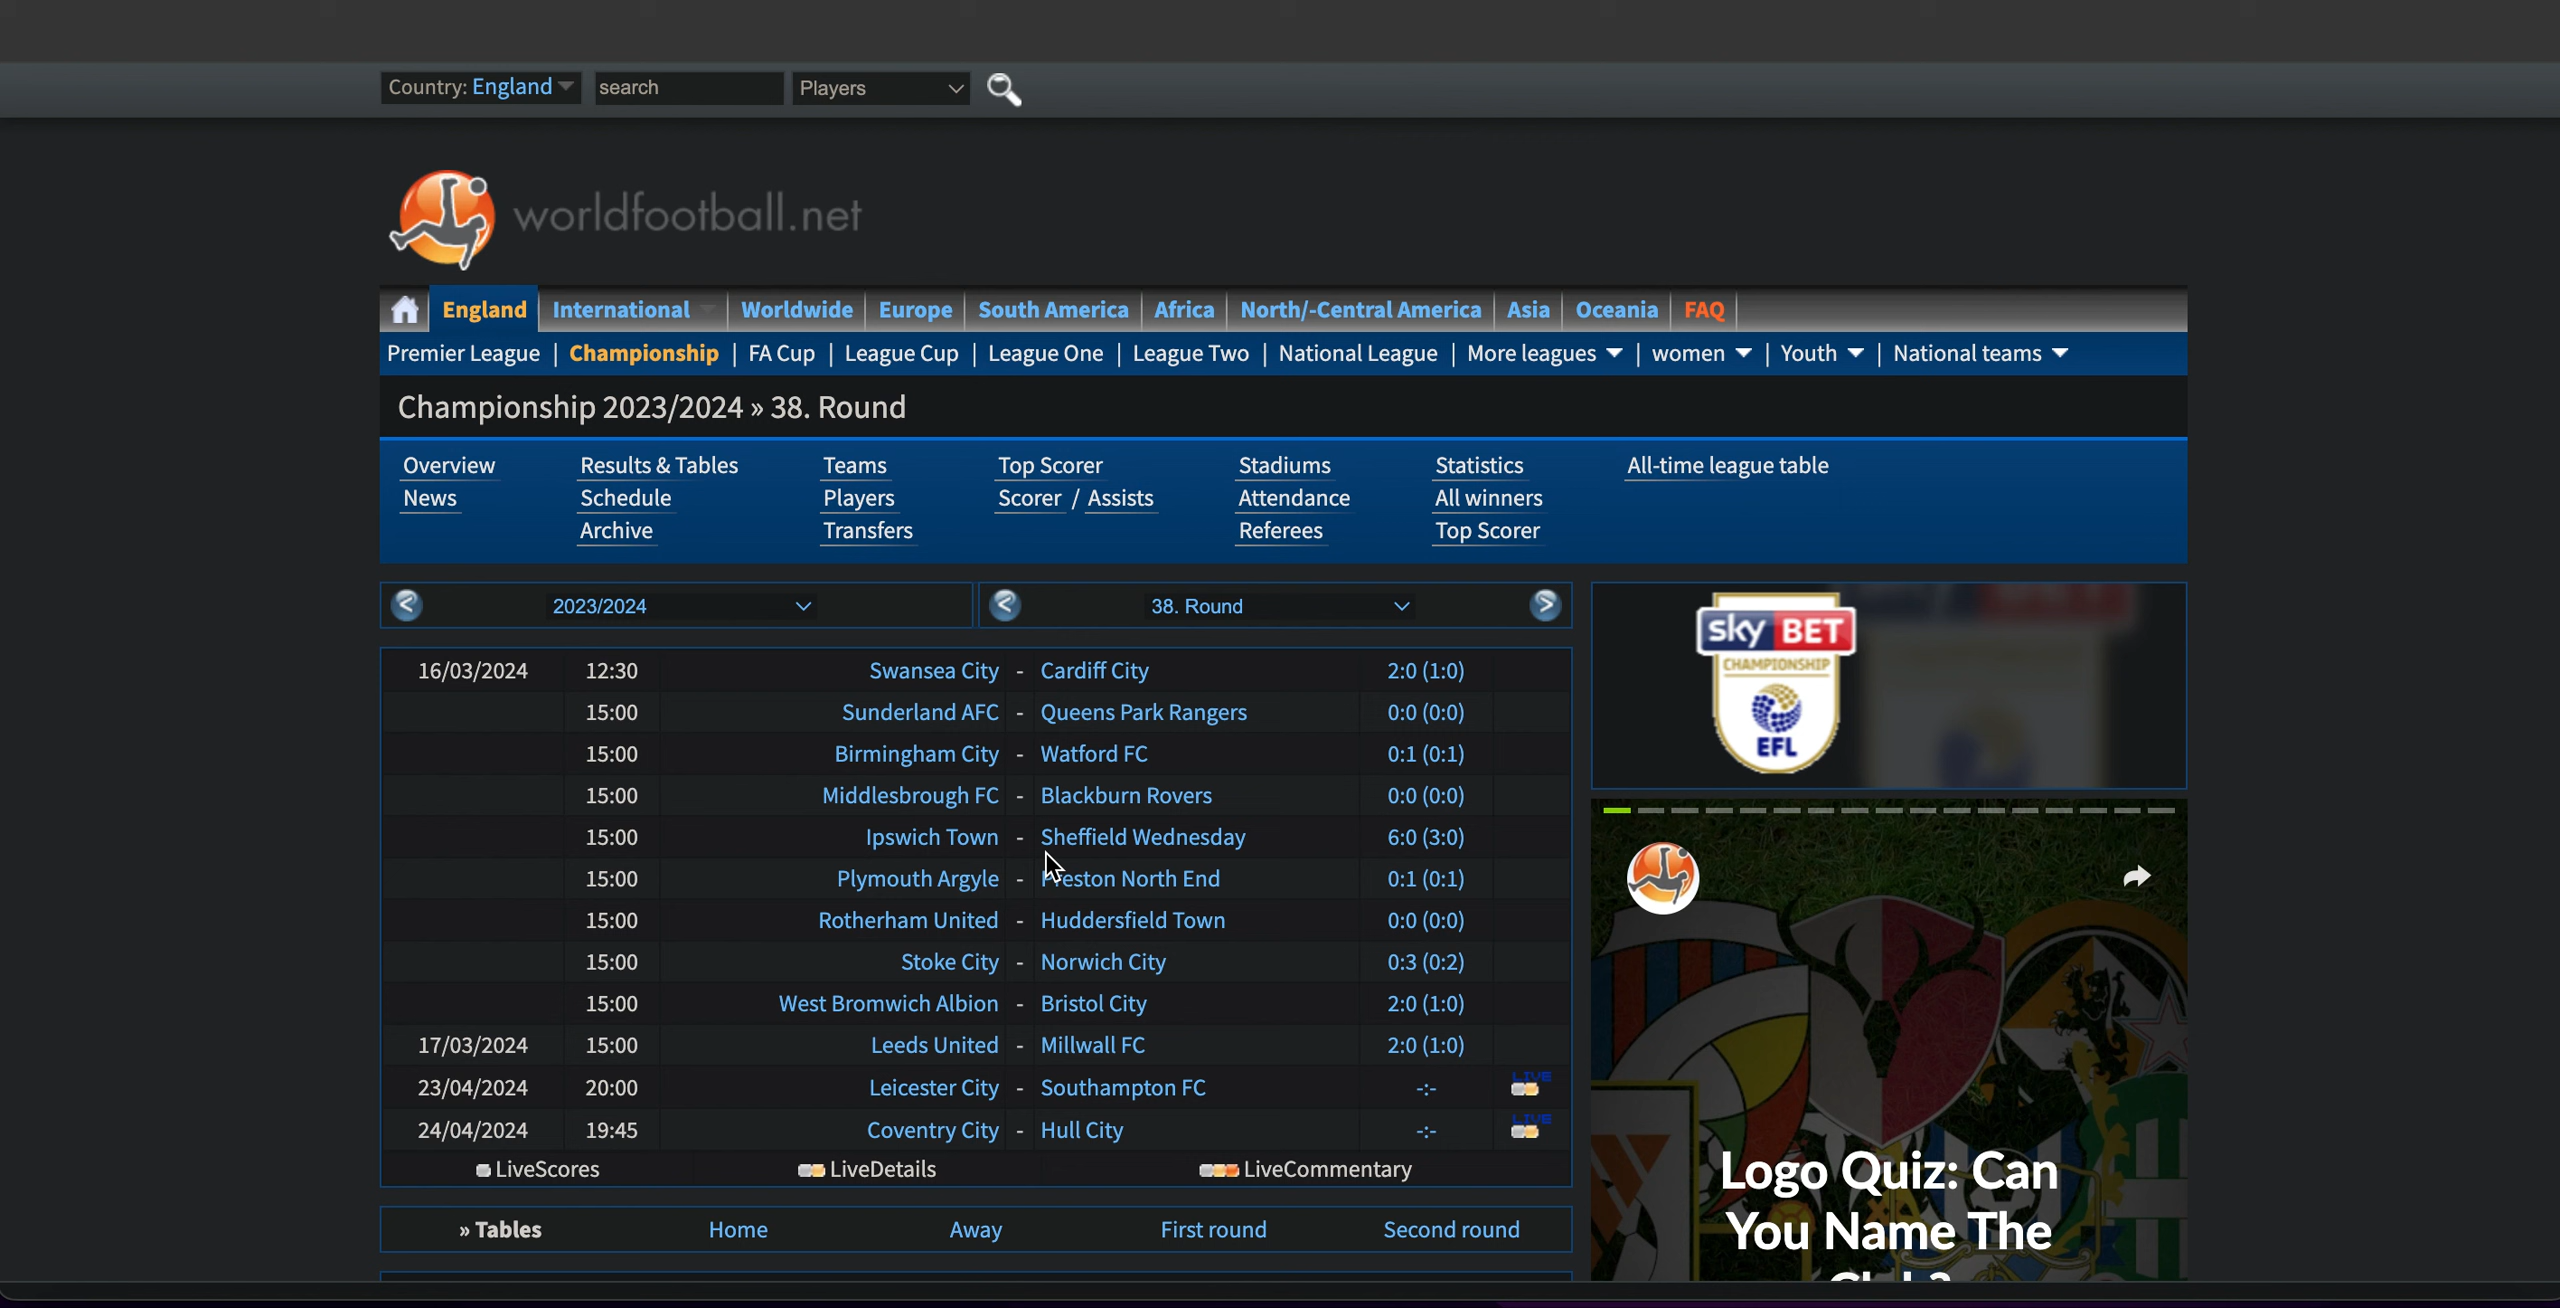 Country: England search Players
worldfootball.net
England International Worldwide Europe South America Africa North/-Central America Asia Oceania FAQ
Premier League | Championship | FA Cup | League Cup | League One | League Two | National League | More leagues | women | Youth | National teams
Championship 2023/2024 » 38. Round
Overview Results & Tables Teams Top Scorer Stadiums Statistics All-time league table
News Schedule Players Scorer / Assists Attendance All winners
Archive Transfers Referees Top Scorer
2023/2024 38. Round
sky BET
CHAMPIONSHIP
EFL
16/03/2024 12:30 Swansea City - Cardiff City 2:0 (1:0)
15:00 Sunderland AFC - Queens Park Rangers 0:0 (0:0)
15:00 Birmingham City - Watford FC 0:1 (0:1)
15:00 Middlesbrough FC - Blackburn Rovers 0:0 (0:0)
15:00 Ipswich Town - Sheffield Wednesday 6:0 (3:0)
15:00 Plymouth Argyle - Preston North End 0:1 (0:1)
15:00 Rotherham United - Huddersfield Town 0:0 (0:0)
15:00 Stoke City - Norwich City 0:3 (0:2)
15:00 West Bromwich Albion - Bristol City 2:0 (1:0)
17/03/2024 15:00 Leeds United - Millwall FC 2:0 (1:0)
23/04/2024 20:00 Leicester City - Southampton FC -:- LIVE
24/04/2024 19:45 Coventry City - Hull City -:- LIVE
LiveScores LiveDetails LiveCommentary
» Tables Home Away First round Second round
Logo Quiz: Can
You Name The